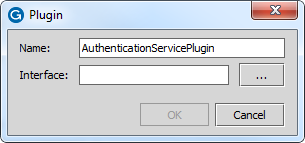 Plugin
Name: AuthenticationServicePlugin
Interface: ...
OK Cancel